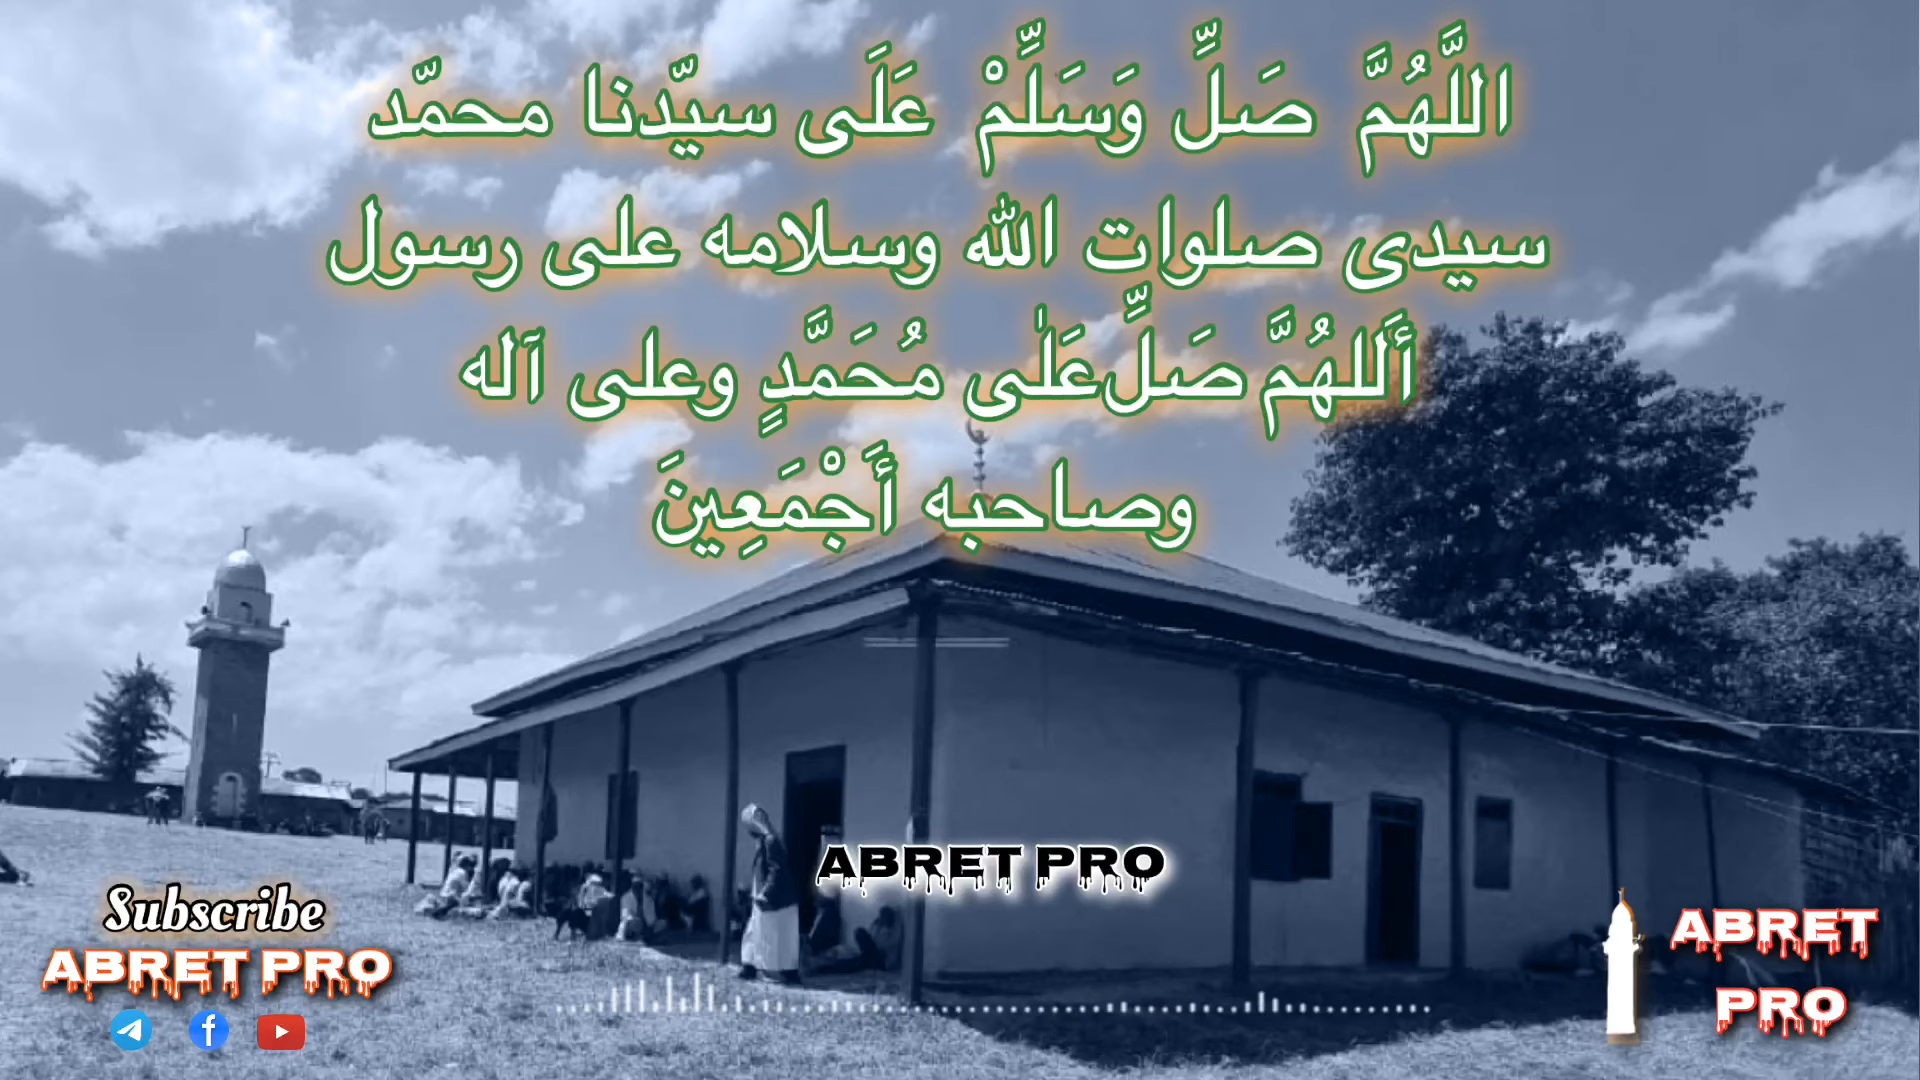 اللَّهُمَّ صَلِّ وَسَلِّمْ عَلَى سيّدنا محمّد
سيدى صلوات الله وسلامه على رسول
أَللهُمَّ صَلِّ عَلٰى مُحَمَّدٍ وعلى آله
وصاحبه أَجْمَعِينَ
ABRET PRO
Subscribe
ABRET PRO
ABRET
PRO